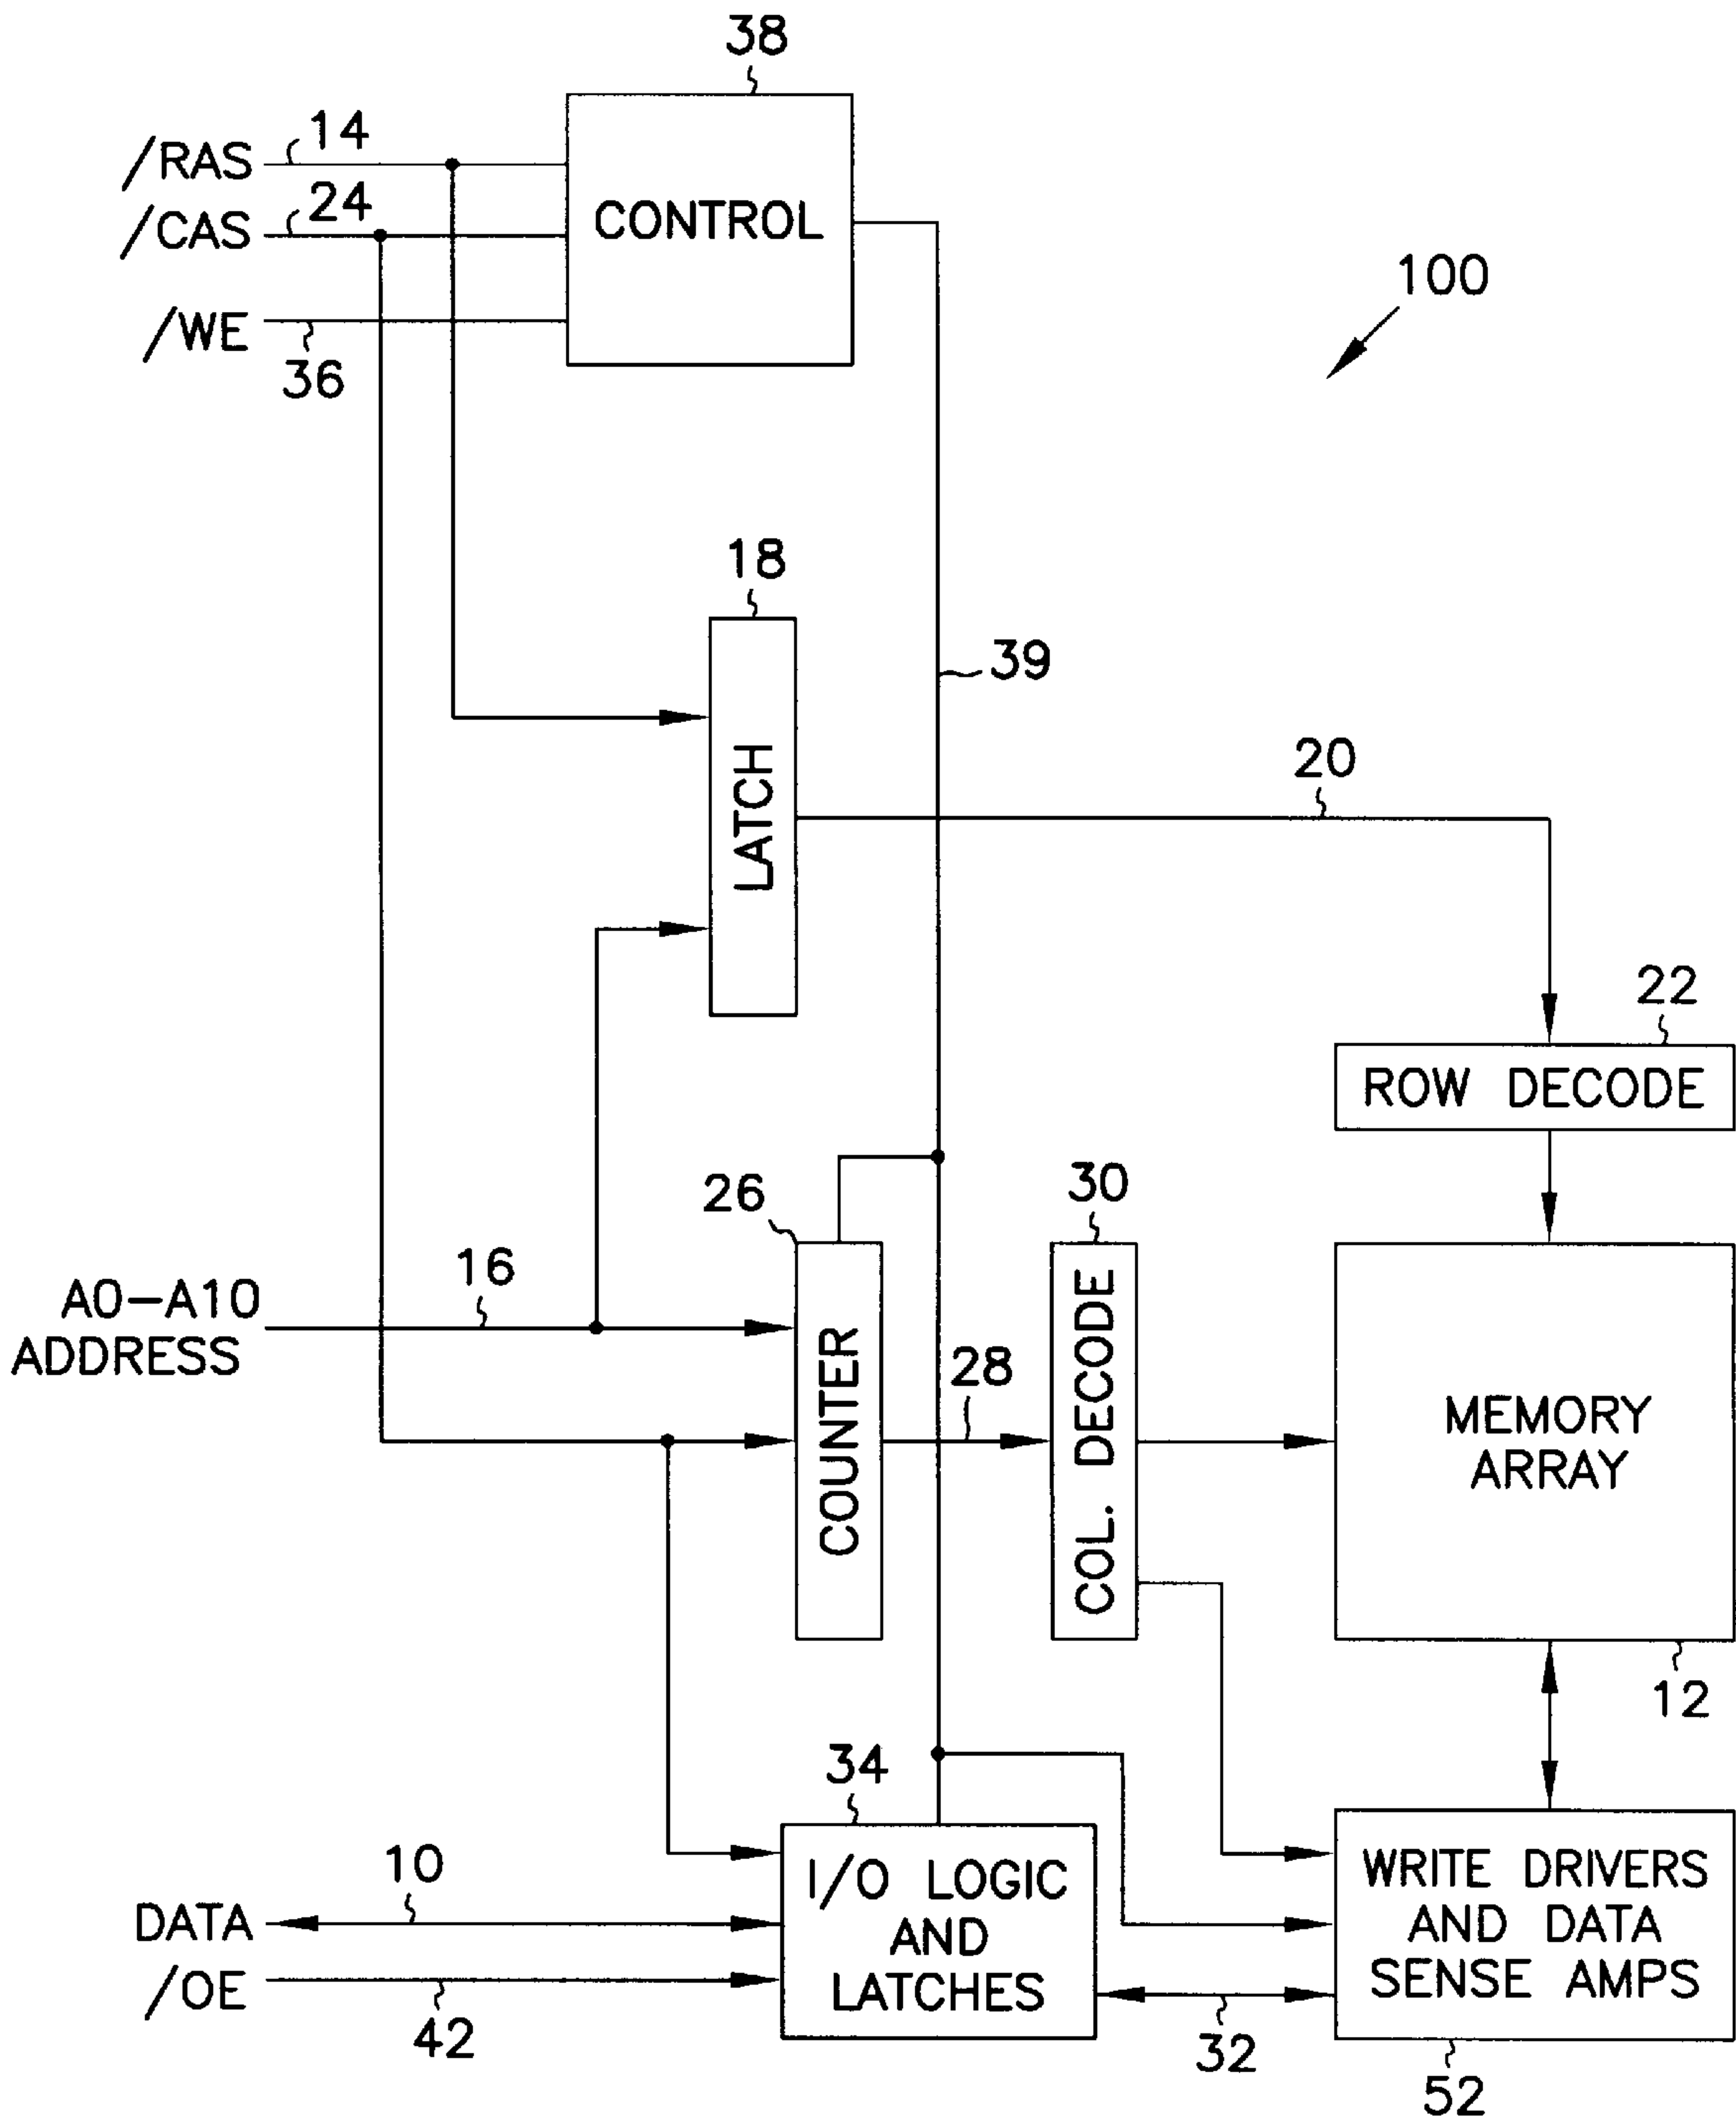 38
/RAS
14
/CAS
24
/WE
36
CONTROL
100
18
LATCH
39
20
22
ROW DECODE
26
30
A0-A10
ADDRESS
16
COUNTER
28
COL. DECODE
MEMORY
ARRAY
12
34
DATA
10
/OE
42
I/O LOGIC
AND
LATCHES
32
WRITE DRIVERS
AND DATA
SENSE AMPS
52